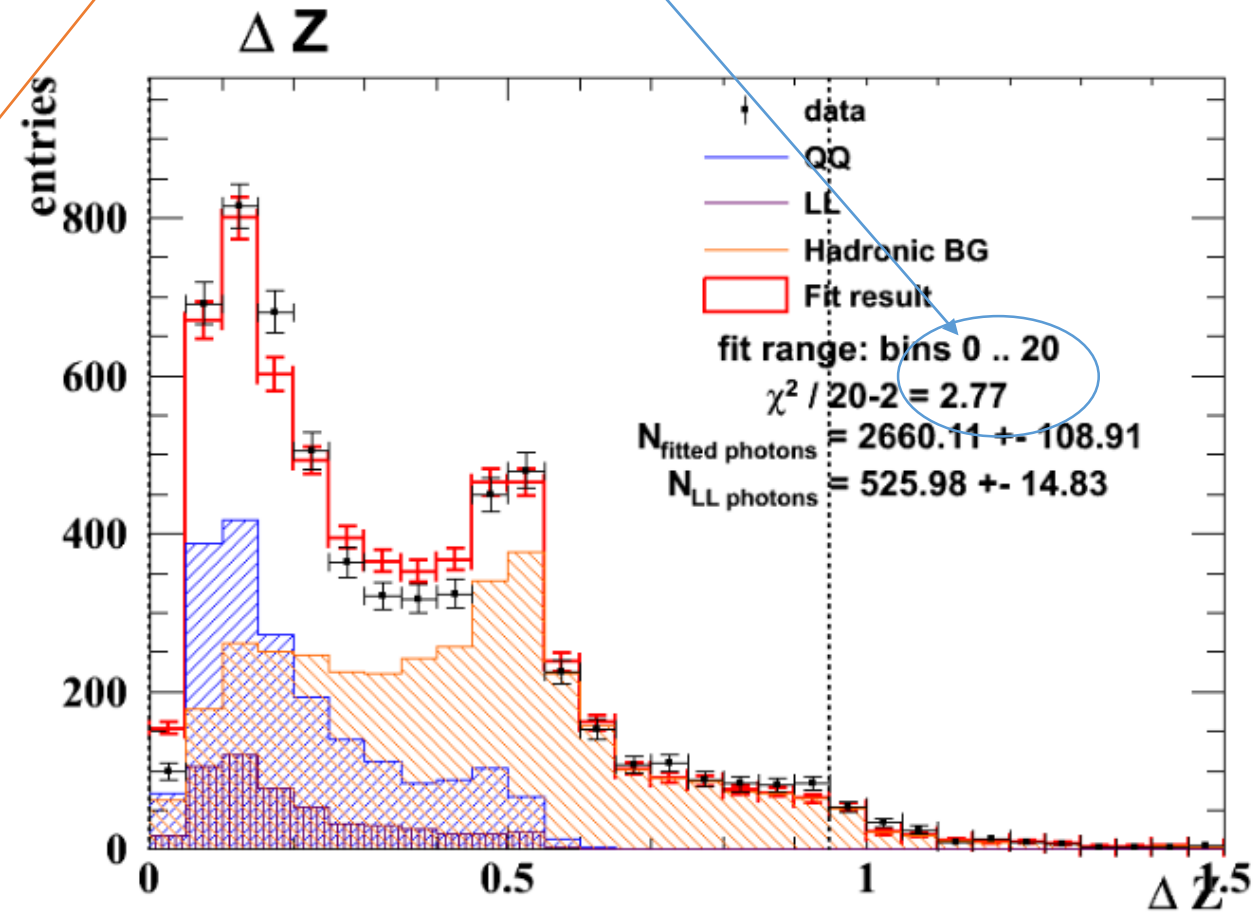 Δ Z
entries
data
QQ
LL
Hadronic BG
Fit result
fit range: bins 0 .. 20
χ² / 20-2 = 2.77
N fitted photons = 2660.11 +- 108.91
N LL photons = 525.98 +- 14.83
800
600
400
200
0
0 0.5 1 1.5
Δ Z